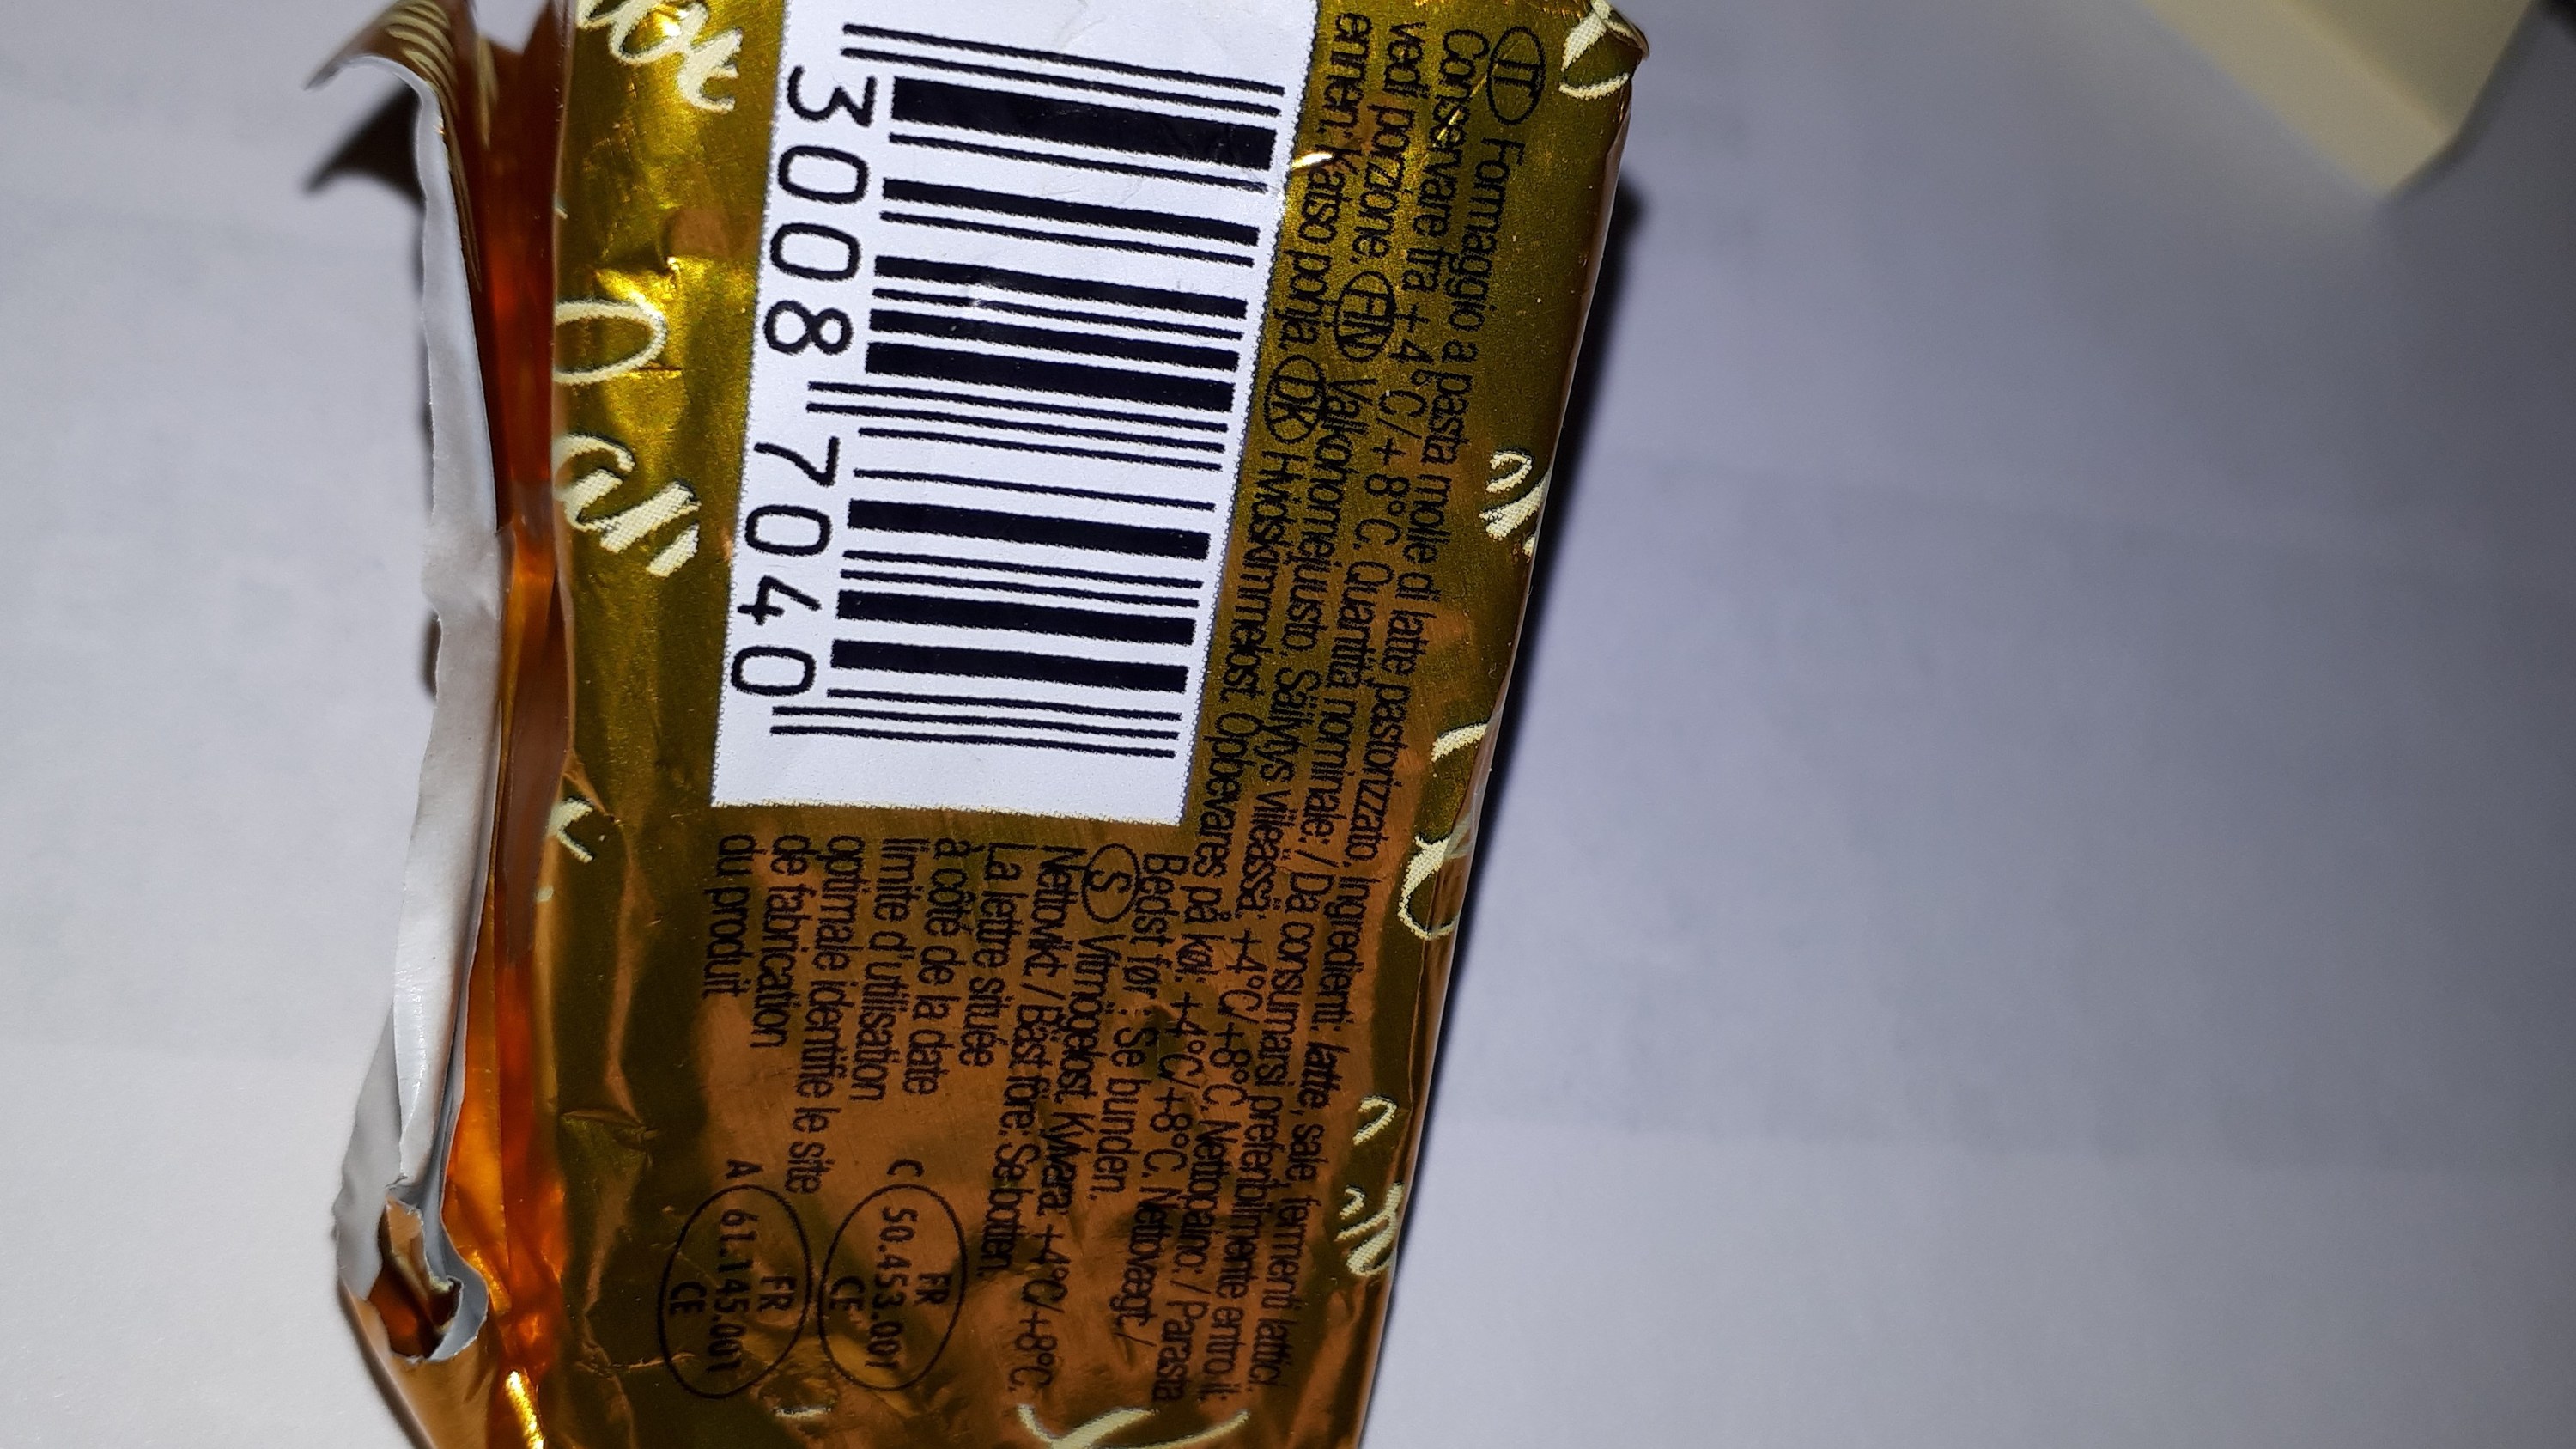 IT Formaggio a pasta molle di latte pastorizzato. Ingredienti: latte, sale, fermenti lattici.
Conservare tra + 4°C/+ 8°C. Quantità nominale: / Da consumarsi preferibilmente entro il:
vedi porzione. FIN Valkohomejuusto. Säilytys viileässä: +4°C/+8°C. Nettopaino: / Parasta
ennen: Katso pohja DK Hvidskimmelost. Opbevares på køl: +4°C/+8°C. Nettovægt /
Bedst før : Se bunden.
S Vitmögelost. Kylvara: +4°C/+8°C.
Nettovikt / Bäst före: Se botten.
La lettre située
à côté de la date
limite d'utilisation
optimale identifie le site
de fabrication
du produit
3008 7040
C FR
50.453.001
CE
A FR
61.145.001
CE